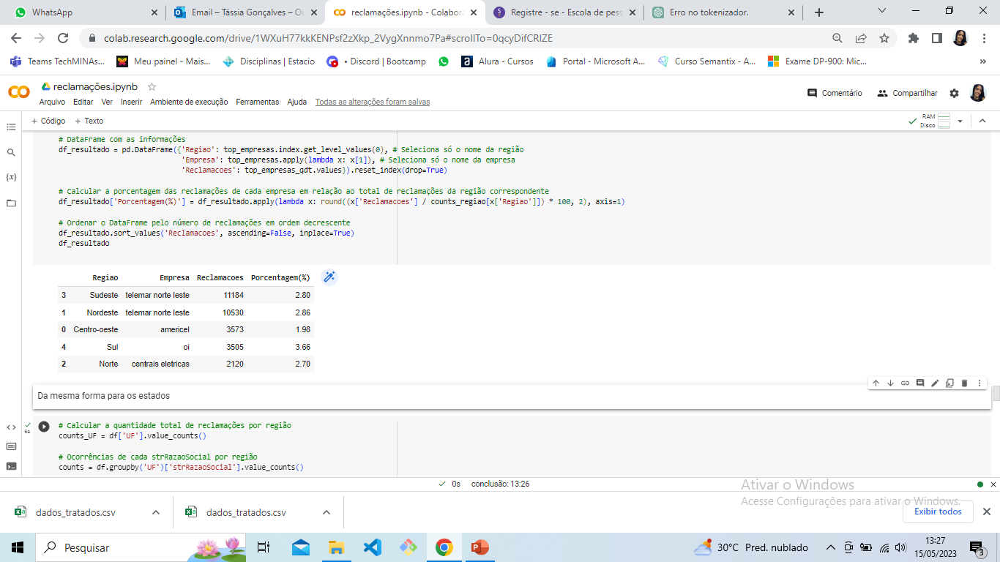 WhatsApp
Email – Tássia Gonçalves – Ou
reclamações.ipynb - Colabora
Registre - se - Escola de pess
Erro no tokenizador.
colab.research.google.com/drive/1WXuH77kkKENPsf2zXkp_2VygXnnmo7Pa#scrollTo=0qcyDifCRIZE
Teams TechMINAs...
Meu painel - Mais...
Disciplinas | Estacio
• Discord | Bootcamp
Alura - Cursos
Portal - Microsoft A...
Curso Semantix - A...
Exame DP-900: Mic...
»
reclamações.ipynb
Arquivo Editar Ver Inserir Ambiente de execução Ferramentas Ajuda Todas as alterações foram salvas
Comentário
Compartilhar
+ Código + Texto
RAM
Disco
# DataFrame com as informações
df_resultado = pd.DataFrame({'Regiao': top_empresas.index.get_level_values(0), # Seleciona só o nome da região
'Empresa': top_empresas.apply(lambda x: x[1]), # Seleciona só o nome da empresa
'Reclamacoes': top_empresas_qdt.values}).reset_index(drop=True)
# Calcular a porcentagem das reclamações de cada empresa em relação ao total de reclamações da região correspondente
df_resultado['Porcentagem(%)'] = df_resultado.apply(lambda x: round((x['Reclamacoes'] / counts_regiao[x['Regiao']]) * 100, 2), axis=1)
# Ordenar o DataFrame pelo número de reclamações em ordem decrescente
df_resultado.sort_values('Reclamacoes', ascending=False, inplace=True)
df_resultado
Regiao Empresa Reclamacoes Porcentagem(%)
3 Sudeste telemar norte leste 11184 2.80
1 Nordeste telemar norte leste 10530 2.86
0 Centro-oeste americel 3573 1.98
4 Sul oi 3505 3.66
2 Norte centrais eletricas 2120 2.70
Da mesma forma para os estados
6s
# Calcular a quantidade total de reclamações por região
counts_UF = df['UF'].value_counts()
# Ocorrências de cada strRazaoSocial por região
counts = df.groupby('UF')['strRazaoSocial'].value_counts()
0s conclusão: 13:26
Ativar o Windows
Acesse Configurações para ativar o Windows.
dados_tratados.csv
dados_tratados.csv
Exibir todos
Pesquisar
30°C Pred. nublado
13:27
15/05/2023
3